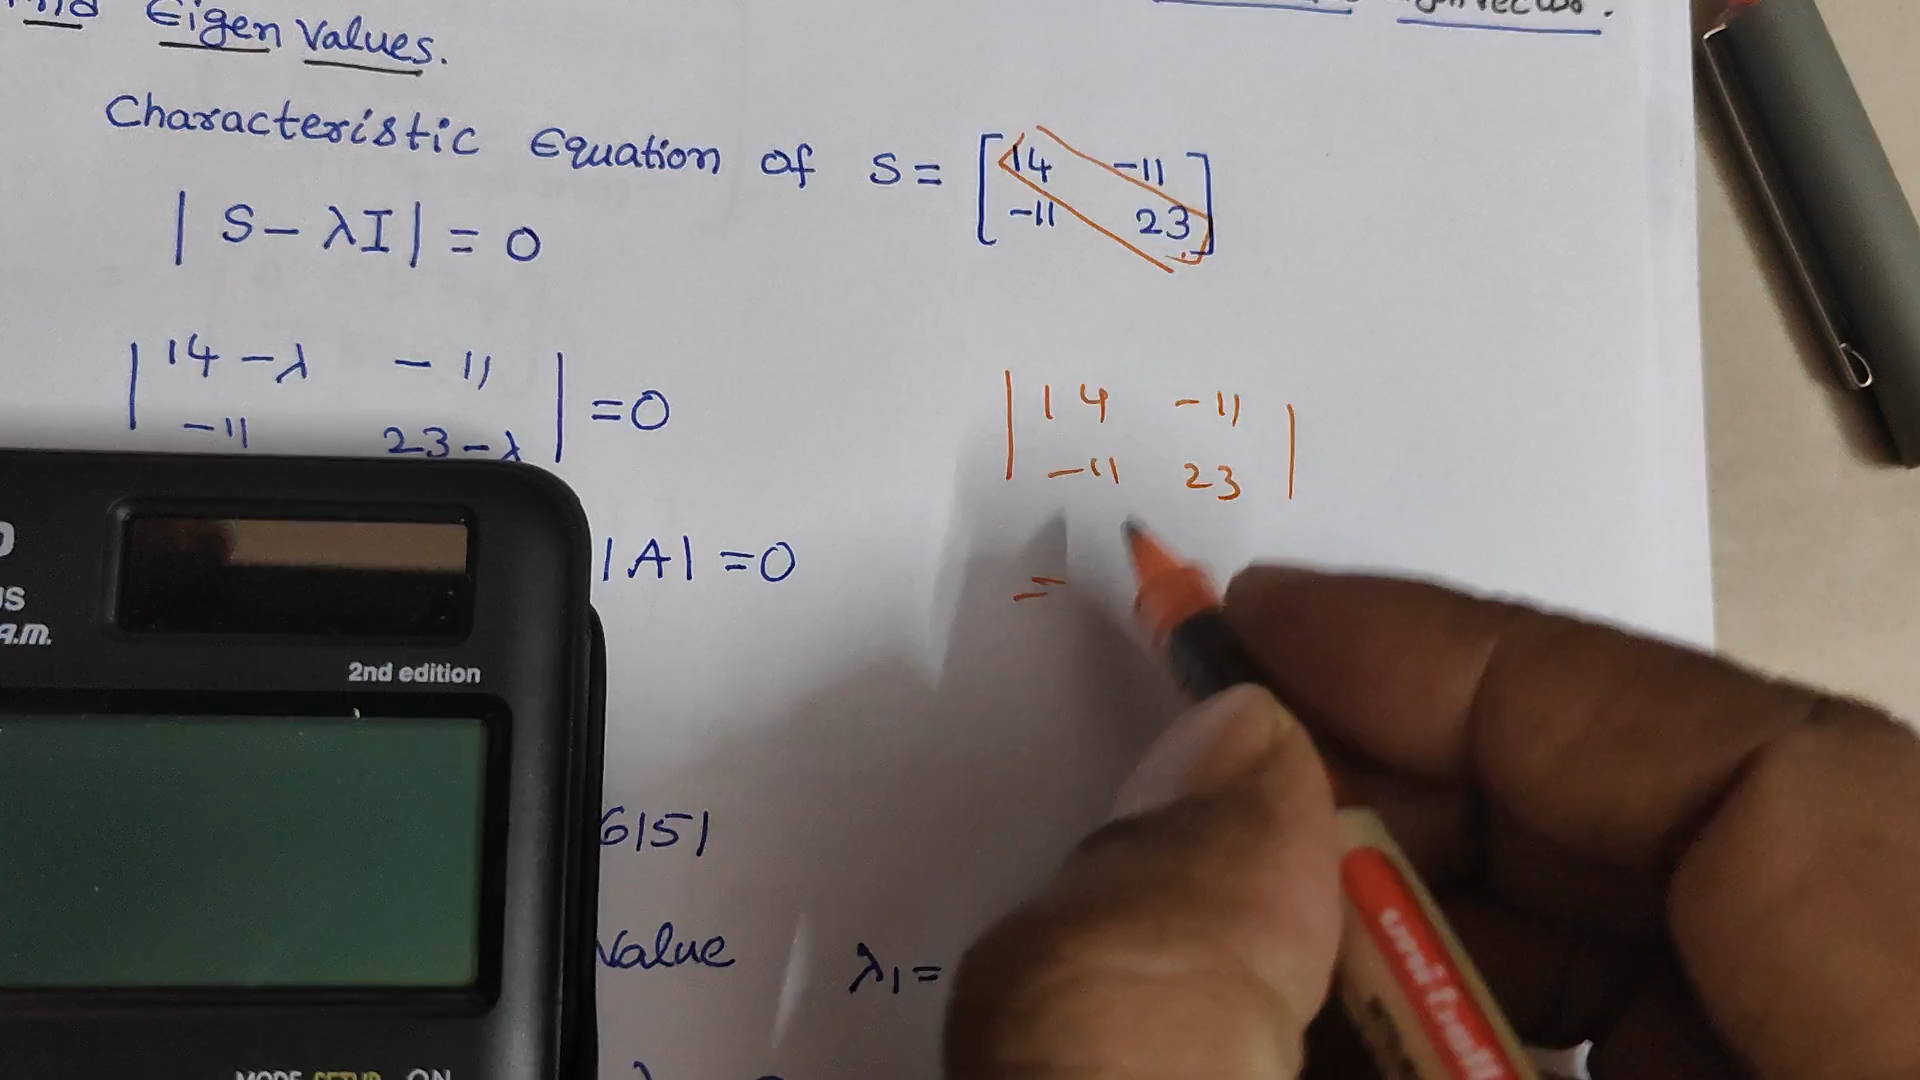 Eigen Values.
Characteristic Equation of S = [ 14 -11
-11 23 ]
| S - λI | = 0
| 14 - λ - 11
-11 23 - λ | = 0
| 14 -11
-11 23 |
|A| = 0
=
2nd edition
6151
Value λ1 =
ON